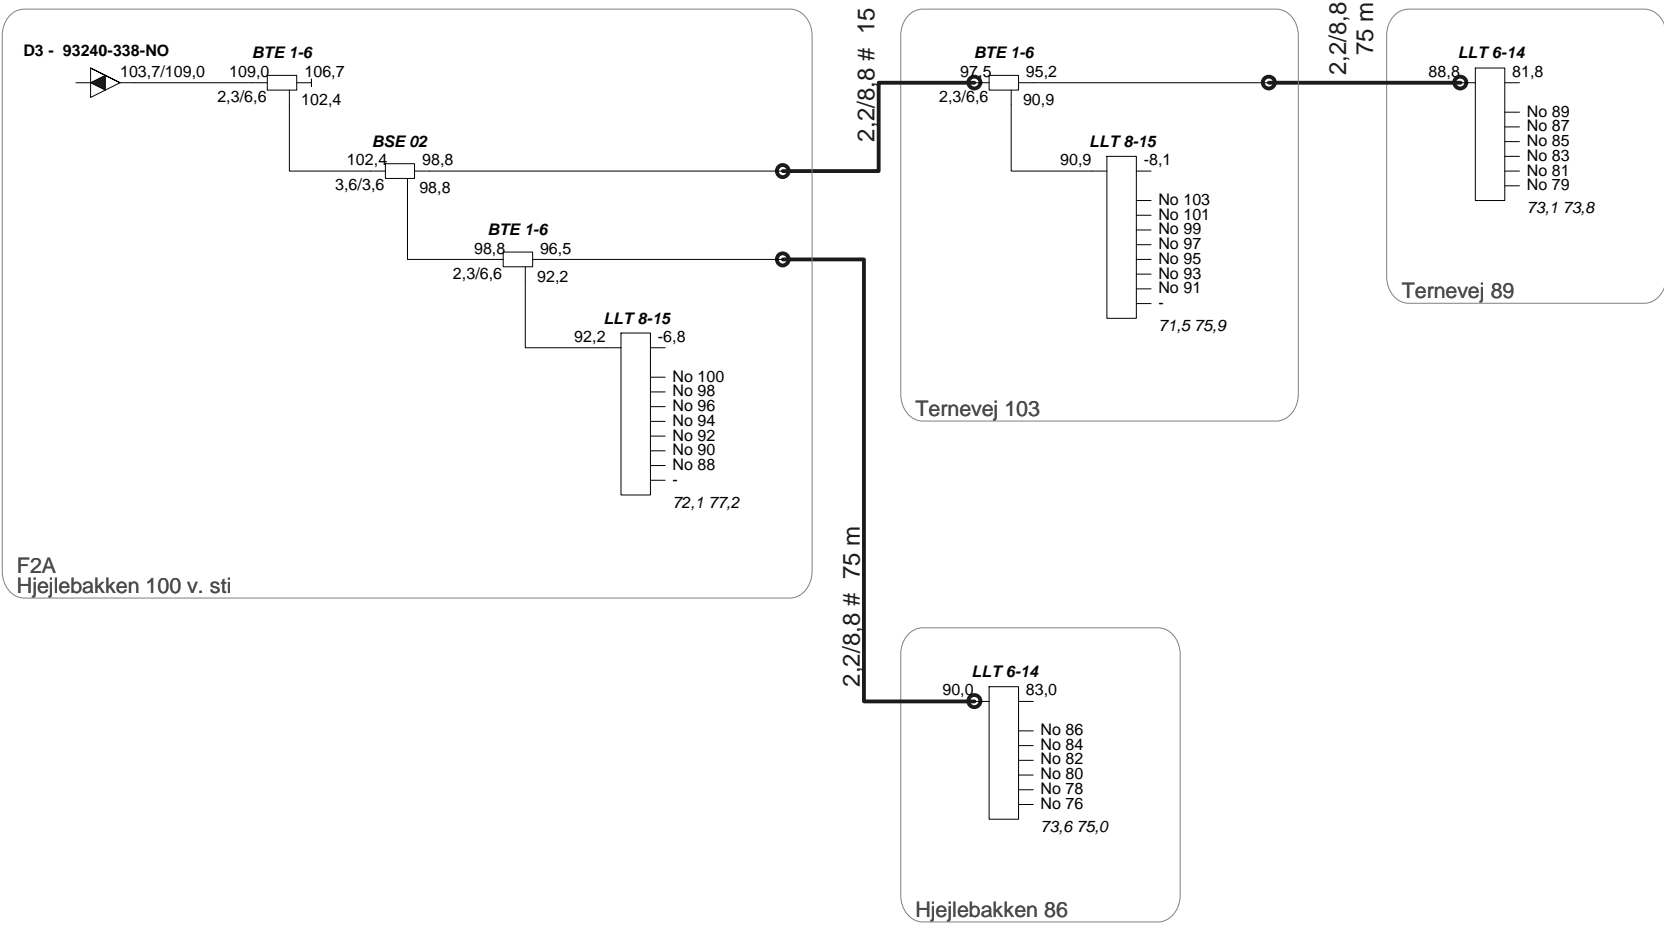 D3 - 93240-338-NO
103,7/109,0
BTE 1-6
109,0
106,7
2,3/6,6
102,4
BSE 02
102,4
98,8
3,6/3,6
98,8
BTE 1-6
98,8
96,5
2,3/6,6
92,2
LLT 8-15
92,2
-6,8
No 100
No 98
No 96
No 94
No 92
No 90
No 88
-
72,1 77,2
F2A
Hjejlebakken 100 v. sti
2,2/8,8 # 15
BTE 1-6
97,5
95,2
2,3/6,6
90,9
LLT 8-15
90,9
-8,1
No 103
No 101
No 99
No 97
No 95
No 93
No 91
-
71,5 75,9
Ternevej 103
2,2/8,8
75 m
LLT 6-14
88,8
81,8
No 89
No 87
No 85
No 83
No 81
No 79
73,1 73,8
Ternevej 89
2,2/8,8 # 75 m
LLT 6-14
90,0
83,0
No 86
No 84
No 82
No 80
No 78
No 76
73,6 75,0
Hjejlebakken 86